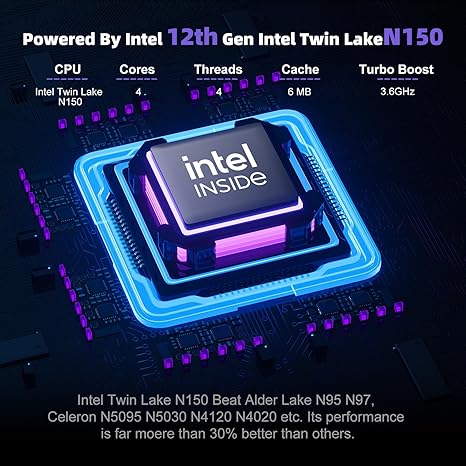 Powered By Intel 12th Gen Intel Twin LakeN150
CPU Cores Threads Cache Turbo Boost
Intel Twin Lake 4 . 4 6 MB 3.6GHz
N150
intel
INSIDE
Intel Twin Lake N150 Beat Alder Lake N95 N97,
Celeron N5095 N5030 N4120 N4020 etc. Its performance
is far moere than 30% better than others.